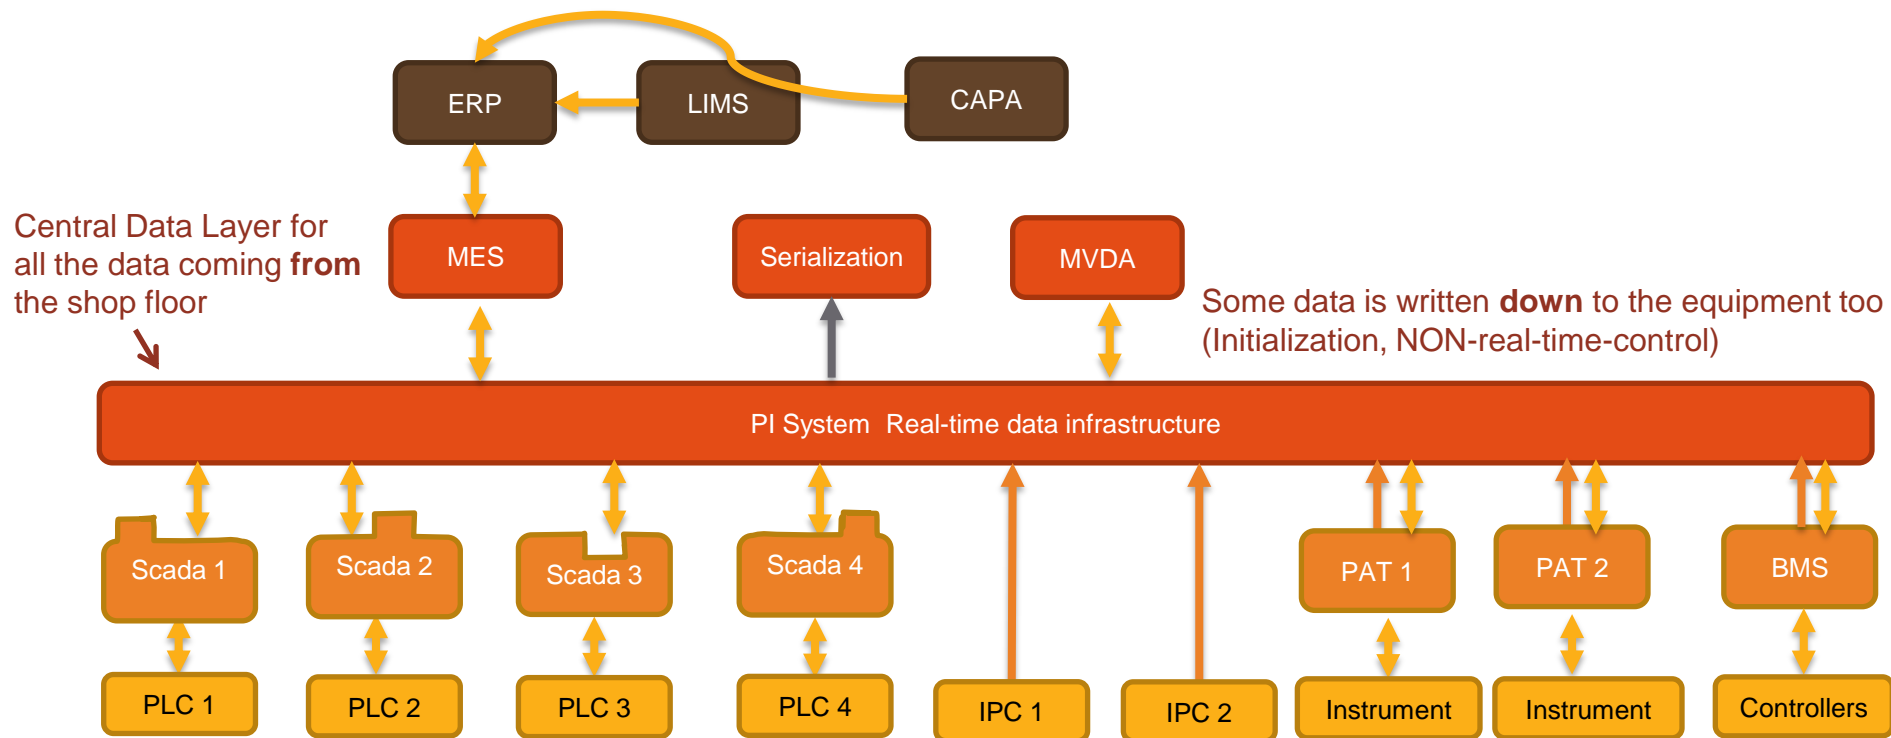 ERP
LIMS
CAPA
Central Data Layer for
all the data coming from
the shop floor
MES
Serialization
MVDA
Some data is written down to the equipment too
(Initialization, NON-real-time-control)
PI System  Real-time data infrastructure
Scada 1
Scada 2
Scada 3
Scada 4
PAT 1
PAT 2
BMS
PLC 1
PLC 2
PLC 3
PLC 4
IPC 1
IPC 2
Instrument
Instrument
Controllers